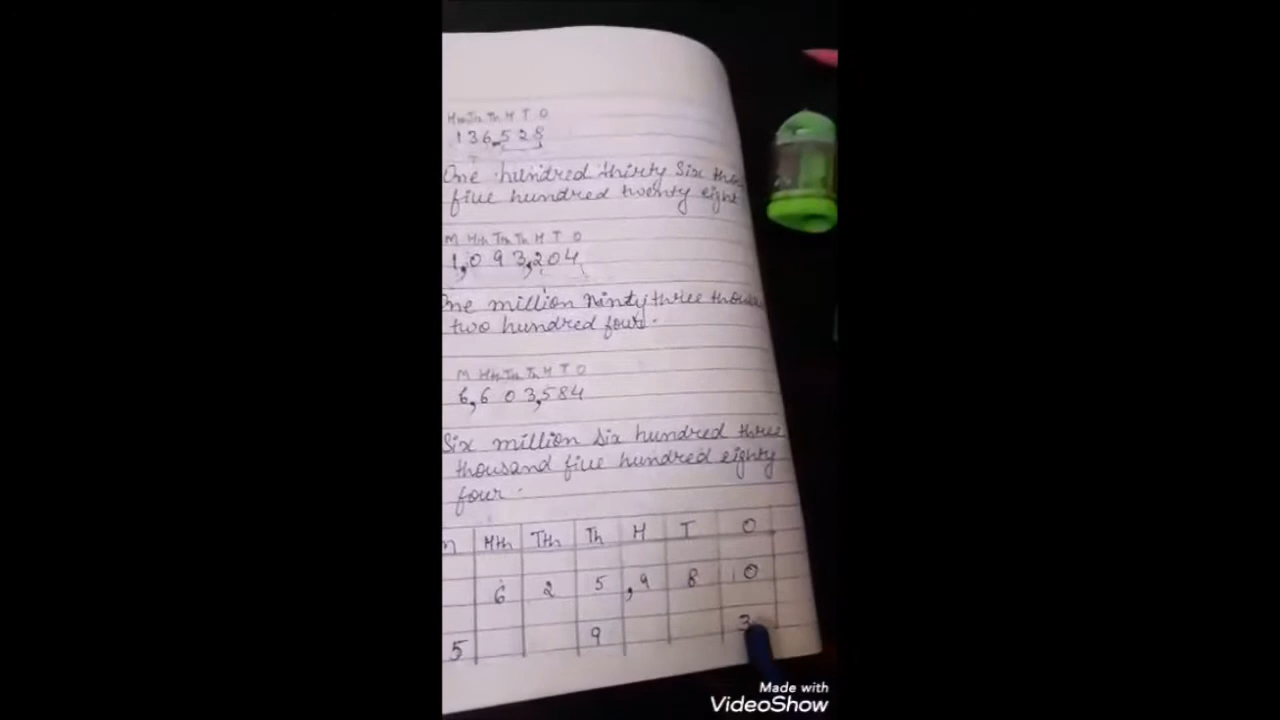 Hth Tth Th H T O
136,528
One hundred thirty six
five hundred twenty eight
M Hth Tth Th H T O
1,093,204
One million ninty three
two hundred four.
M Hth Tth Th H T O
6,603,584
Six million six hundred three
thousand five hundred eighty
four.
M Hth Tth Th H T O
6 2 5 , 9 8 0
5 9 3
Made with
VideoShow